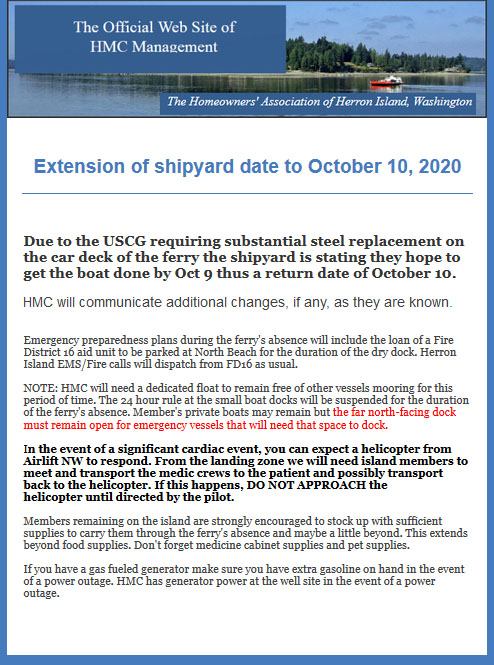 The Official Web Site of
HMC Management
The Homeowners' Association of Herron Island, Washington
Extension of shipyard date to October 10, 2020
Due to the USCG requiring substantial steel replacement on
the car deck of the ferry the shipyard is stating they hope to
get the boat done by Oct 9 thus a return date of October 10.
HMC will communicate additional changes, if any, as they are known.
Emergency preparedness plans during the ferry's absence will include the loan of a Fire
District 16 aid unit to be parked at North Beach for the duration of the dry dock. Herron
Island EMS/Fire calls will dispatch from FD16 as usual.
NOTE: HMC will need a dedicated float to remain free of other vessels mooring for this
period of time. The 24 hour rule at the small boat docks will be suspended for the duration
of the ferry's absence. Member's private boats may remain but the far north-facing dock
must remain open for emergency vessels that will need that space to dock.
In the event of a significant cardiac event, you can expect a helicopter from
Airlift NW to respond. From the landing zone we will need island members to
meet and transport the medic crews to the patient and possibly transport
back to the helicopter. If this happens, DO NOT APPROACH the
helicopter until directed by the pilot.
Members remaining on the island are strongly encouraged to stock up with sufficient
supplies to carry them through the ferry's absence and maybe a little beyond. This extends
beyond food supplies. Don't forget medicine cabinet supplies and pet supplies.
If you have a gas fueled generator make sure you have extra gasoline on hand in the event
of a power outage. HMC has generator power at the well site in the event of a power
outage.